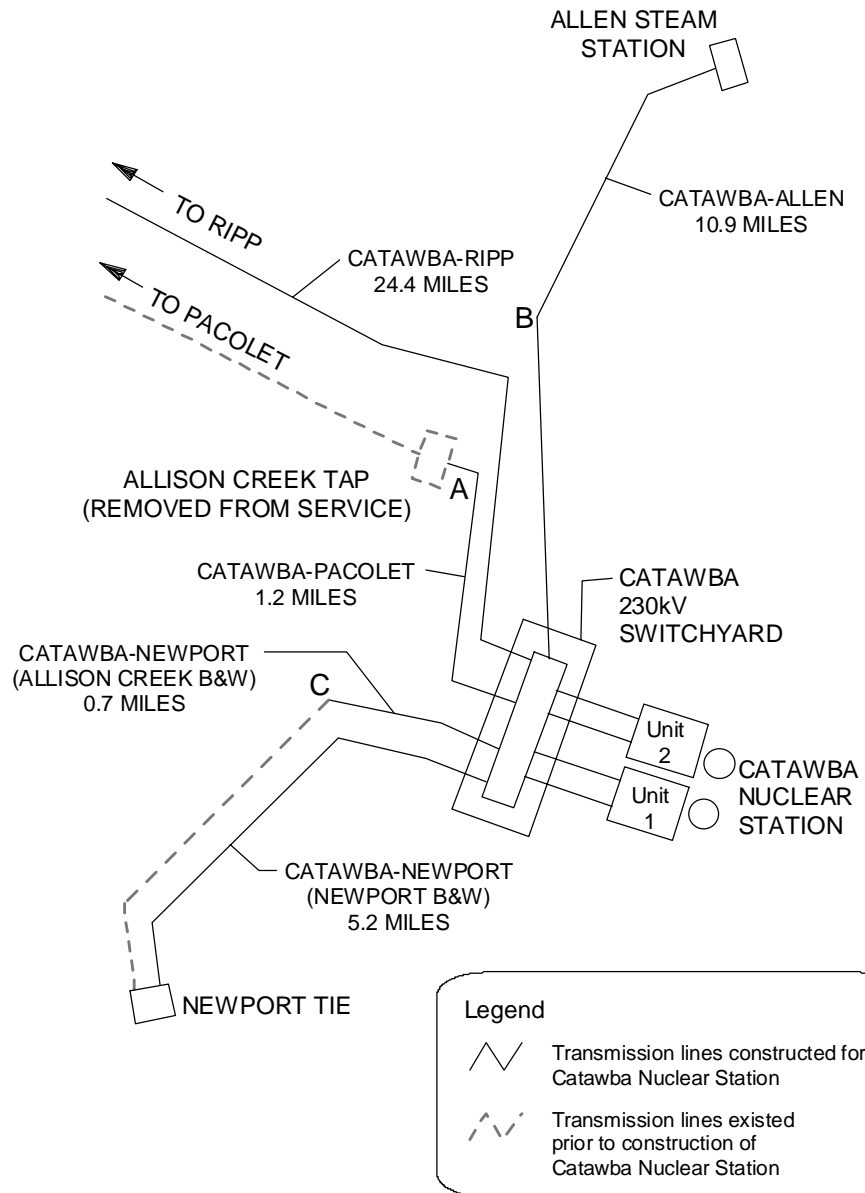 ALLEN STEAM
STATION
TO RIPP
CATAWBA-ALLEN
10.9 MILES
CATAWBA-RIPP
24.4 MILES
TO PACOLET
B
ALLISON CREEK TAP
(REMOVED FROM SERVICE)
A
CATAWBA-PACOLET
1.2 MILES
CATAWBA
230kV
SWITCHYARD
CATAWBA-NEWPORT
(ALLISON CREEK B&W)
0.7 MILES
C
Unit
2
Unit
1
CATAWBA
NUCLEAR
STATION
CATAWBA-NEWPORT
(NEWPORT B&W)
5.2 MILES
NEWPORT TIE
Legend
Transmission lines constructed for
Catawba Nuclear Station
Transmission lines existed
prior to construction of
Catawba Nuclear Station